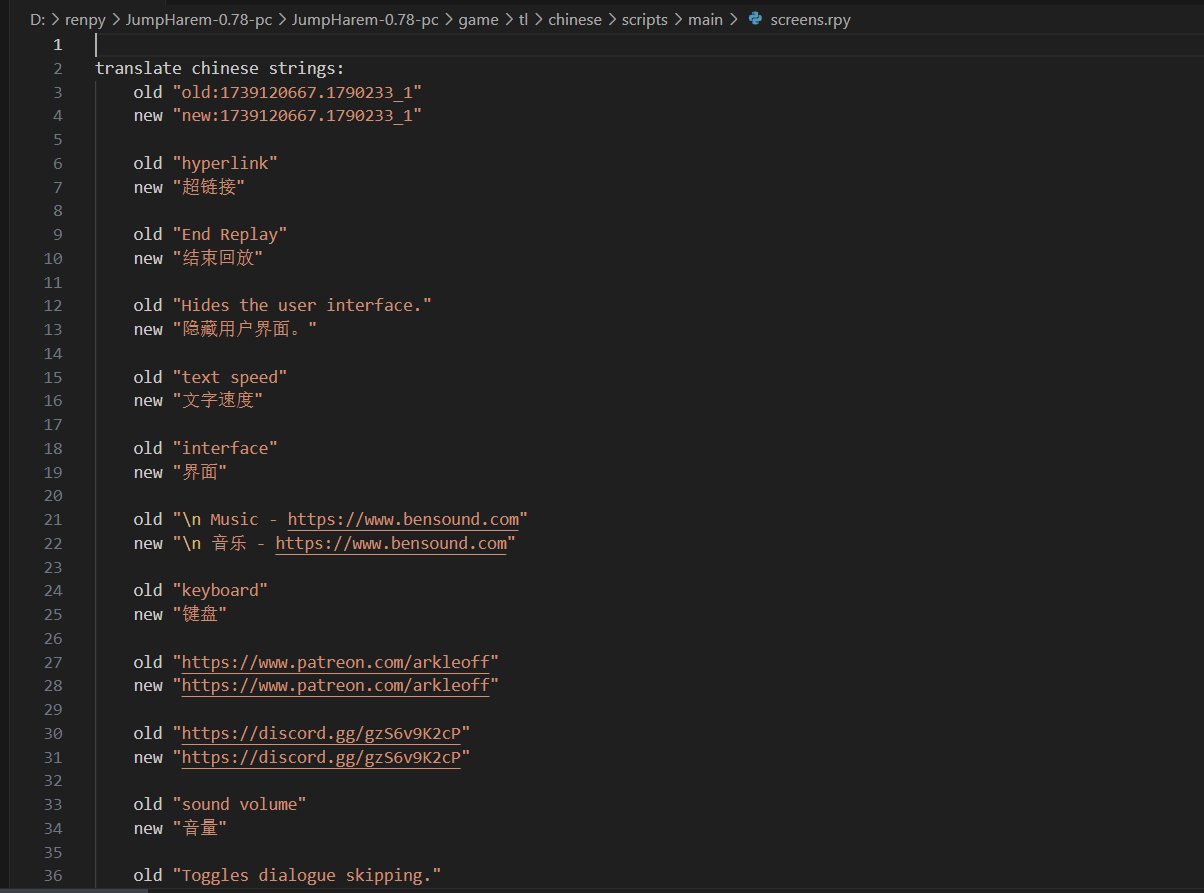 D: > renpy > JumpHarem-0.78-pc > JumpHarem-0.78-pc > game > tl > chinese > scripts > main > screens.rpy
1
2 translate chinese strings:
3 old "old:1739120667.1790233_1"
4 new "new:1739120667.1790233_1"
5
6 old "hyperlink"
7 new "超链接"
8
9 old "End Replay"
10 new "结束回放"
11
12 old "Hides the user interface."
13 new "隐藏用户界面。"
14
15 old "text speed"
16 new "文字速度"
17
18 old "interface"
19 new "界面"
20
21 old "\n Music - https://www.bensound.com"
22 new "\n 音乐 - https://www.bensound.com"
23
24 old "keyboard"
25 new "键盘"
26
27 old "https://www.patreon.com/arkleoff"
28 new "https://www.patreon.com/arkleoff"
29
30 old "https://discord.gg/gzS6v9K2cP"
31 new "https://discord.gg/gzS6v9K2cP"
32
33 old "sound volume"
34 new "音量"
35
36 old "Toggles dialogue skipping."